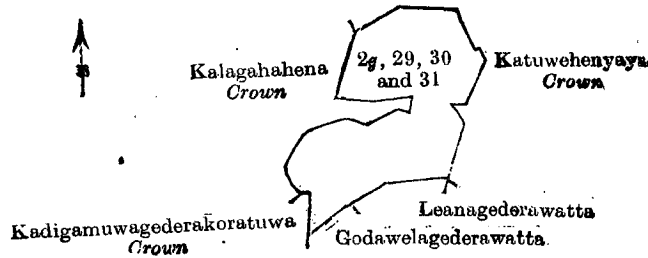 Kalagahahena
Crown
2g, 29, 30
and 31
Katuwehenyaya
Crown
Kadigamuwagederakoratuwa
Crown
Leanagederawatta
Godawelagederawatta